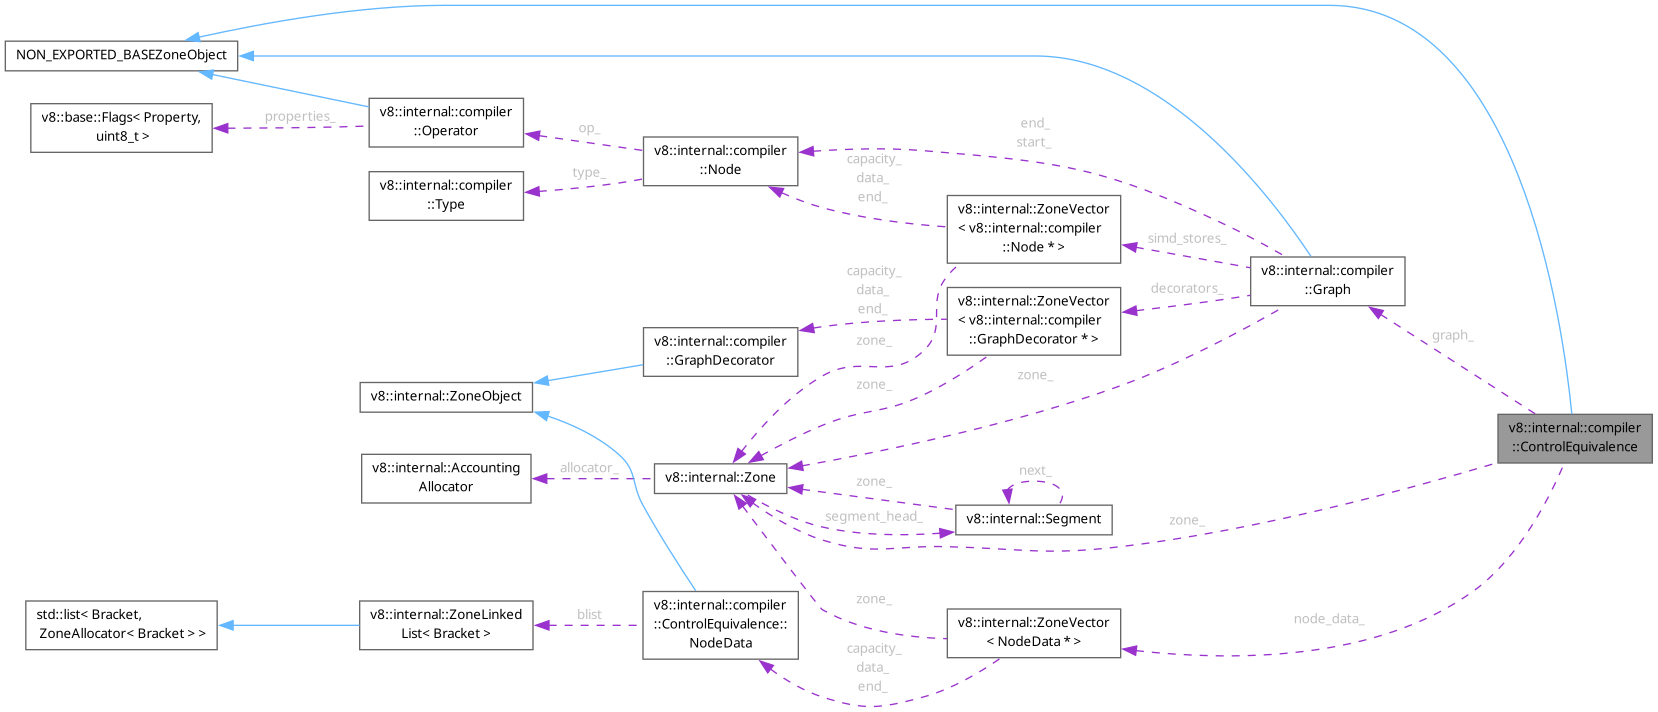 NON_EXPORTED_BASEZoneObject
v8::base::Flags< Property,
uint8_t >
properties_
v8::internal::compiler
::Operator
op_
v8::internal::compiler
::Type
type_
v8::internal::compiler
::Node
end_
start_
capacity_
data_
end_
v8::internal::ZoneVector
< v8::internal::compiler
::Node * >
simd_stores_
v8::internal::compiler
::Graph
decorators_
capacity_
data_
end_
v8::internal::ZoneVector
< v8::internal::compiler
::GraphDecorator * >
zone_
v8::internal::compiler
::GraphDecorator
graph_
v8::internal::ZoneObject
zone_
zone_
v8::internal::compiler
::ControlEquivalence
v8::internal::Accounting
Allocator
allocator_
v8::internal::Zone
zone_
next_
segment_head_
v8::internal::Segment
zone_
std::list< Bracket,
ZoneAllocator< Bracket > >
v8::internal::ZoneLinked
List< Bracket >
blist
v8::internal::compiler
::ControlEquivalence::
NodeData
zone_
v8::internal::ZoneVector
< NodeData * >
node_data_
capacity_
data_
end_